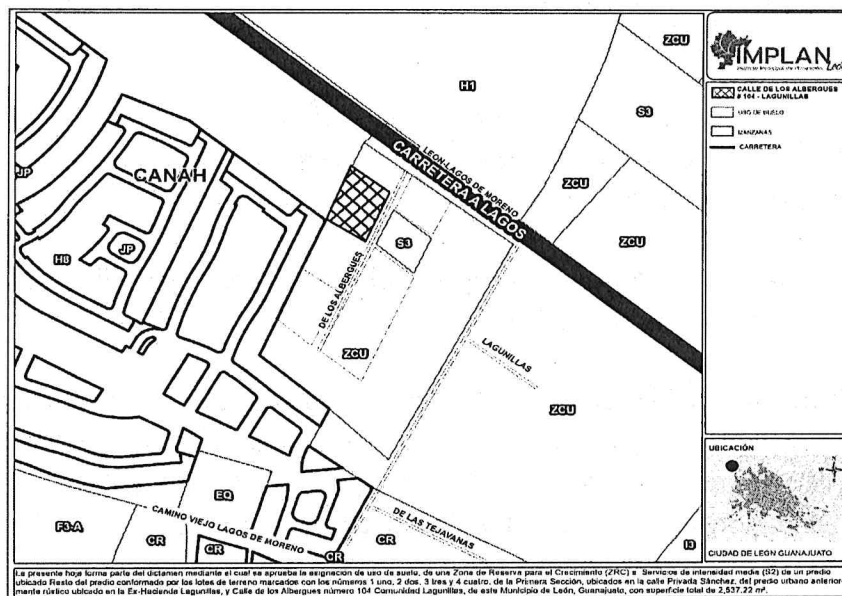 ZCU
H1
S3
ZCU
ZCU
LEON-LAGOS DE MORENO
CARRETERA A LAGOS
CANAH
JP
JP
H8
S3
DE LOS ALBERGUES
ZCU
LAGUNILLAS
ZCU
EQ
CAMINO VIEJO LAGOS DE MORENO
F3-A
CR
CR
CR
CR
DE LAS TEJAVANAS
I3
IMPLAN
León
CALLE DE LOS ALBERGUES
# 104 - LAGUNILLAS
USO DE SUELO
MANZANAS
CARRETERA
UBICACIÓN
N
W
CIUDAD DE LEON GUANAJUATO
La presente hoja forma parte del dictamen mediante el cual se aprueba la asignación de uso de suelo, de una Zona de Reserva para el Crecimiento (ZRC) a Servicios de intensidad media (S2) de un predio
ubicado Resto del predio conformado por los lotes de terreno marcados con los números 1 uno, 2 dos, 3 tres y 4 cuatro, de la Primera Sección, ubicados en la calle Privada Sánchez, del predio urbano anterior-
mente rústico ubicado en la Ex-Hacienda Lagunillas, y Calle de los Albergues número 104 Comunidad Lagunillas, de este Municipio de León, Guanajuato, con superficie total de 2,537.22 m².